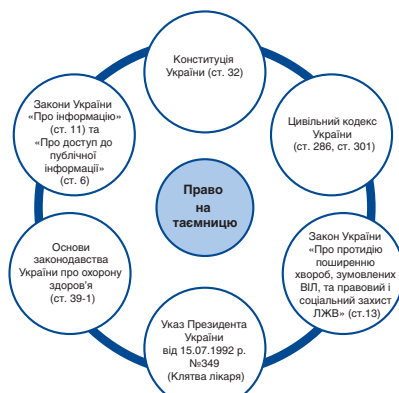 Конституція
України (ст. 32)
Закони України
«Про інформацію»
(ст. 11) та
«Про доступ до
публічної
інформації»
(ст. 6)
Цивільний кодекс
України
(ст. 286, ст. 301)
Право
на
таємницю
Основи
законодавства
України про охорону
здоров'я
(ст. 39-1)
Закон України
«Про протидію
поширенню
хвороб, зумовлених
ВІЛ, та правовий і
соціальний захист
ЛЖВ» (ст.13)
Указ Президента
України
від 15.07.1992 р.
№349
(Клятва лікаря)